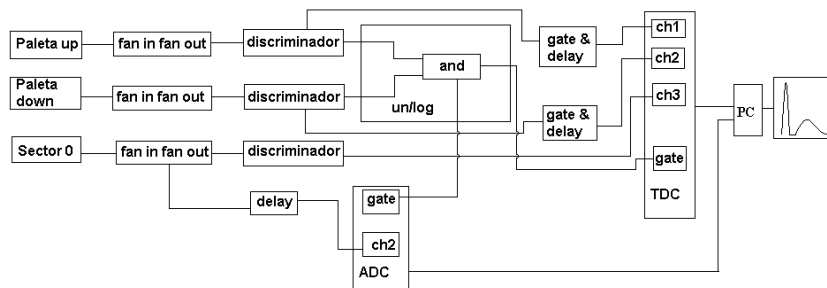 Paleta up
fan in fan out
discriminador
and
un/log
gate &
delay
ch1
Paleta
down
fan in fan out
discriminador
gate &
delay
ch2
ch3
gate
TDC
PC
Sector 0
fan in fan out
discriminador
delay
gate
ch2
ADC